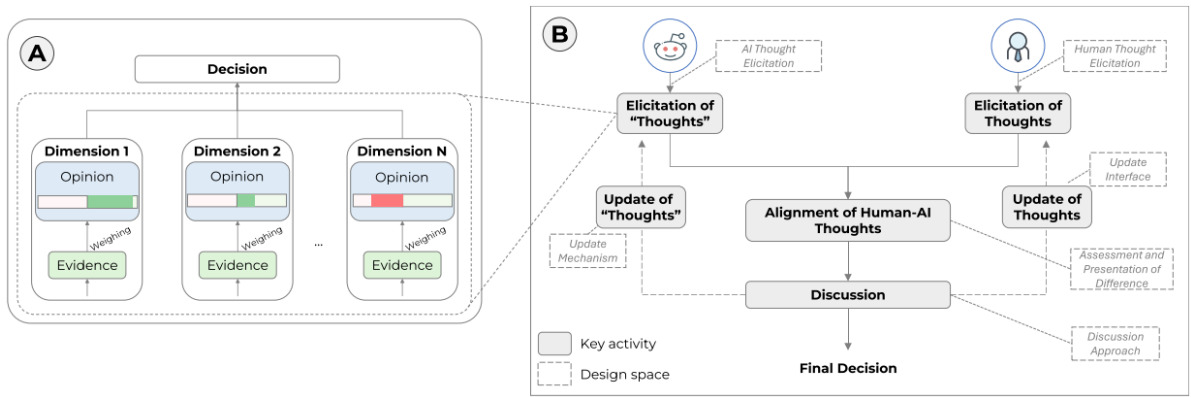 A
Decision
Dimension 1
Dimension 2
Dimension N
Opinion
Opinion
Opinion
Weighing
Weighing
Weighing
...
Evidence
Evidence
Evidence
B
AI Thought
Elicitation
Human Thought
Elicitation
Elicitation of
“Thoughts”
Elicitation of
Thoughts
Update
Interface
Update of
“Thoughts”
Alignment of Human-AI
Thoughts
Update of
Thoughts
Update
Mechanism
Assessment and
Presentation of
Difference
Discussion
Discussion
Approach
Key activity
Design space
Final Decision